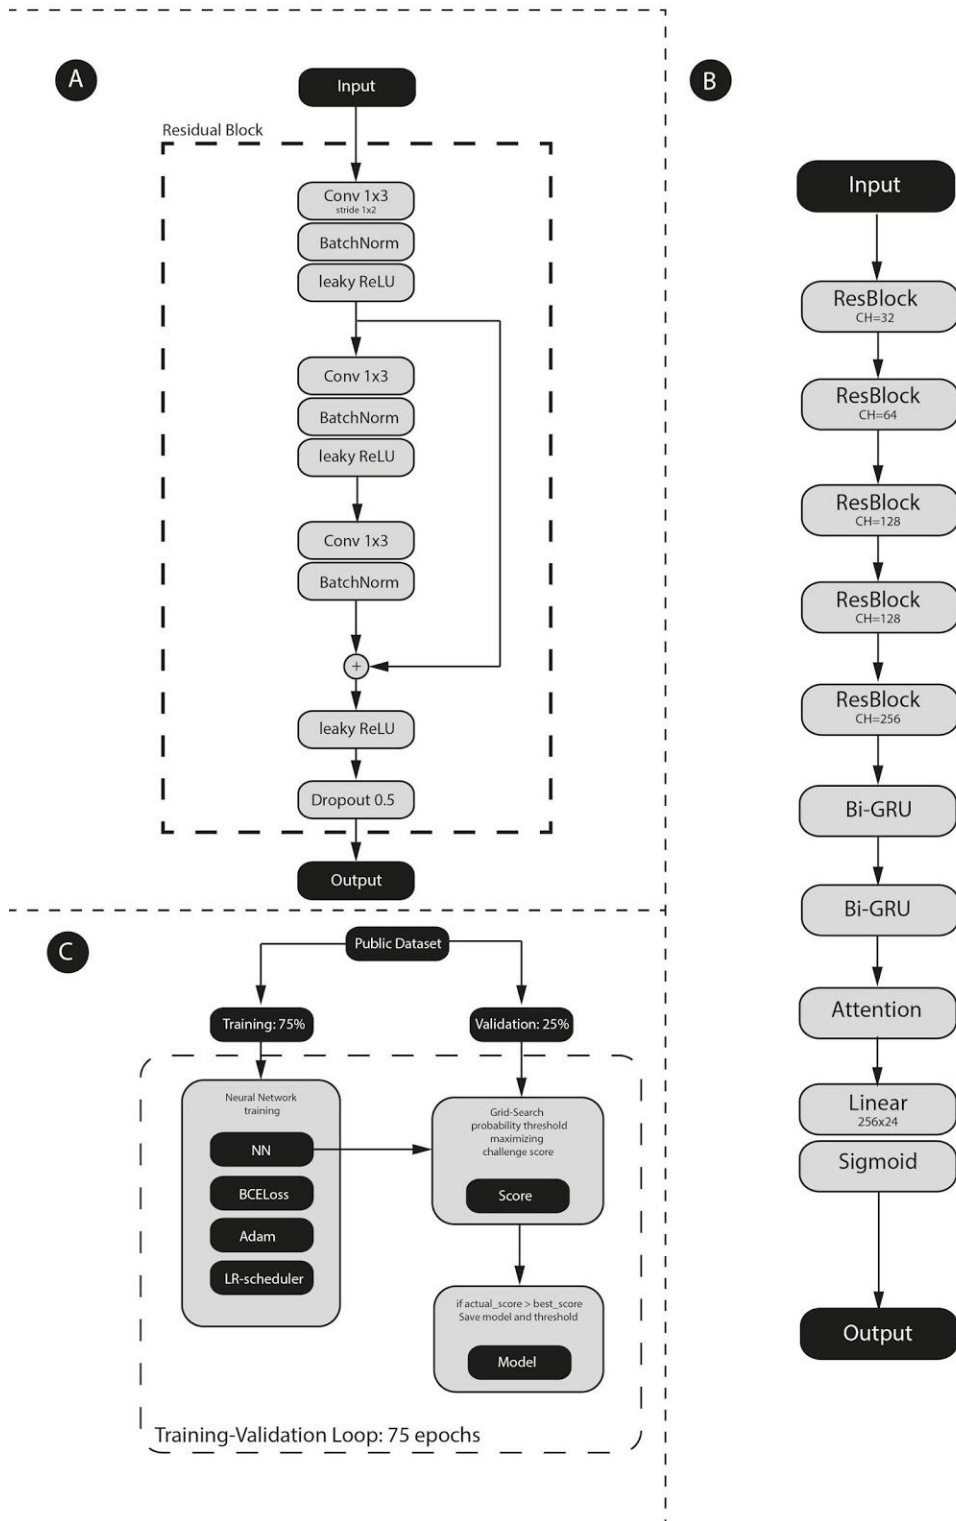 A
Input
Residual Block
Conv 1x3
stride 1x2
BatchNorm
leaky ReLU
Conv 1x3
BatchNorm
leaky ReLU
Conv 1x3
BatchNorm
+
leaky ReLU
Dropout 0.5
Output
B
Input
ResBlock
CH=32
ResBlock
CH=64
ResBlock
CH=128
ResBlock
CH=128
ResBlock
CH=256
Bi-GRU
Bi-GRU
Attention
Linear
256x24
Sigmoid
Output
C
Public Dataset
Training: 75%
Validation: 25%
Neural Network
training
NN
BCELoss
Adam
LR-scheduler
Grid-Search
probability threshold
maximizing
challenge score
Score
if actual_score > best_score
Save model and threshold
Model
Training-Validation Loop: 75 epochs